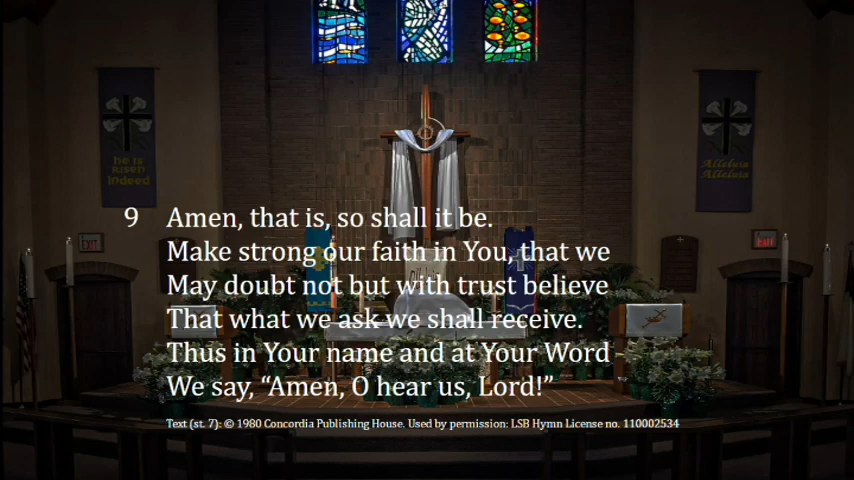 he is
risen
indeed
Alleluia
Alleluia
EXIT
EXIT
9 Amen, that is, so shall it be.
Make strong our faith in You, that we
May doubt not but with trust believe
That what we ask we shall receive.
Thus in Your name and at Your Word
We say, “Amen, O hear us, Lord!”
Text (st. 7): © 1980 Concordia Publishing House. Used by permission: LSB Hymn License no. 110002534